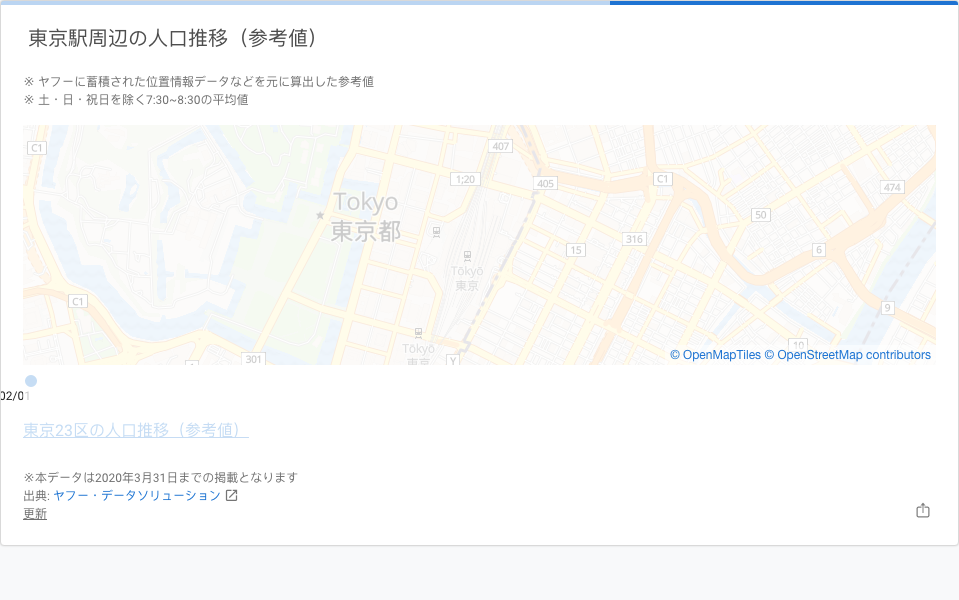 東京駅周辺の人口推移（参考値）
※ ヤフーに蓄積された位置情報データなどを元に算出した参考値
※ 土・日・祝日を除く7:30~8:30の平均値
C1
407
1;20
405
C1
474
Tokyo
東京都
50
316
15
6
Tōkyō
東京
C1
9
301
Tōkyō
東京
Y
10
© OpenMapTiles © OpenStreetMap contributors
02/01
東京23区の人口推移（参考値）
※本データは2020年3月31日までの掲載となります
出典: ヤフー・データソリューション
更新